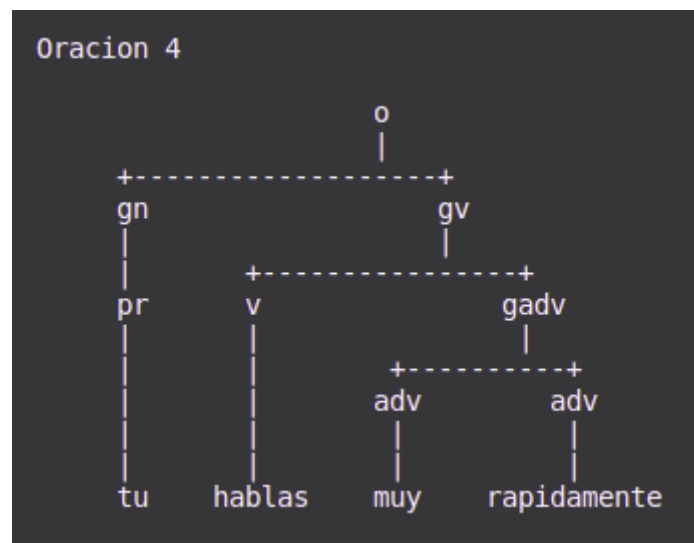 Oracion 4
o
|
+-------------------+
gn gv
| |
| +----------------+
pr v gadv
| | |
| | +----------+
| | adv adv
| | | |
| | | |
tu hablas muy rapidamente